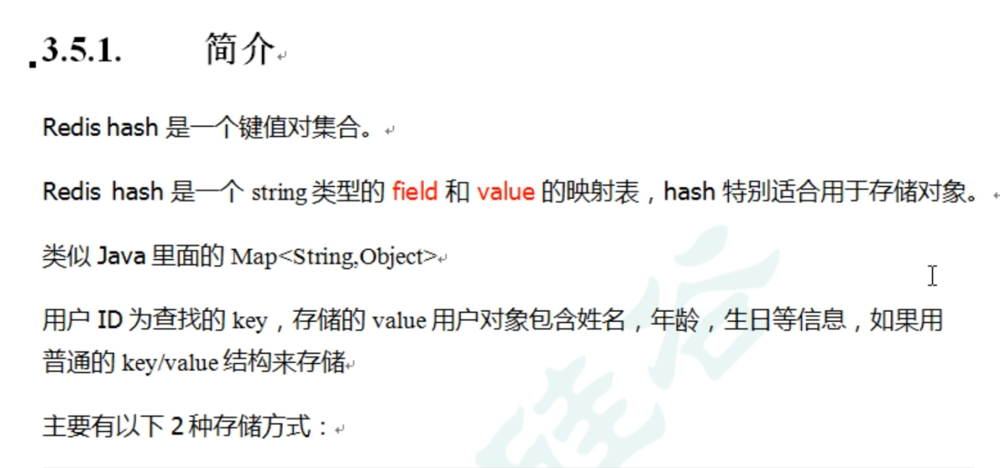 3.5.1. 简介
Redis hash 是一个键值对集合。
Redis hash 是一个 string 类型的 field 和 value 的映射表，hash 特别适合用于存储对象。
类似 Java 里面的 Map<String,Object>
用户 ID 为查找的 key，存储的 value 用户对象包含姓名，年龄，生日等信息，如果用
普通的 key/value 结构来存储
主要有以下 2 种存储方式：
硅谷